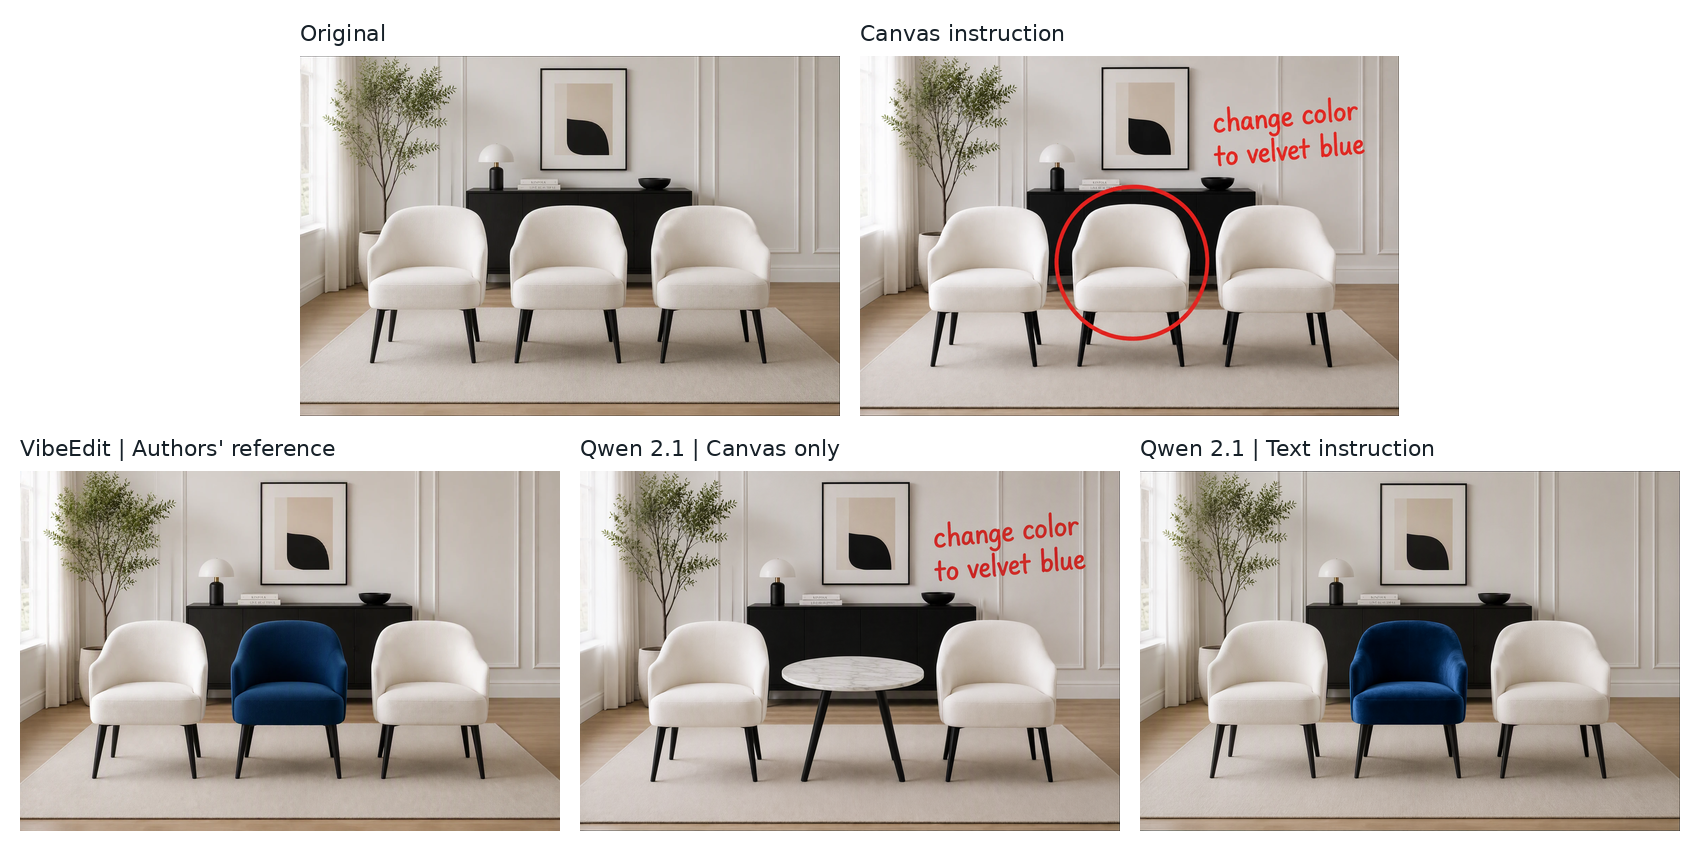 Original
Canvas instruction
change color
to velvet blue
VibeEdit | Authors' reference
Qwen 2.1 | Canvas only
Qwen 2.1 | Text instruction
change color
to velvet blue